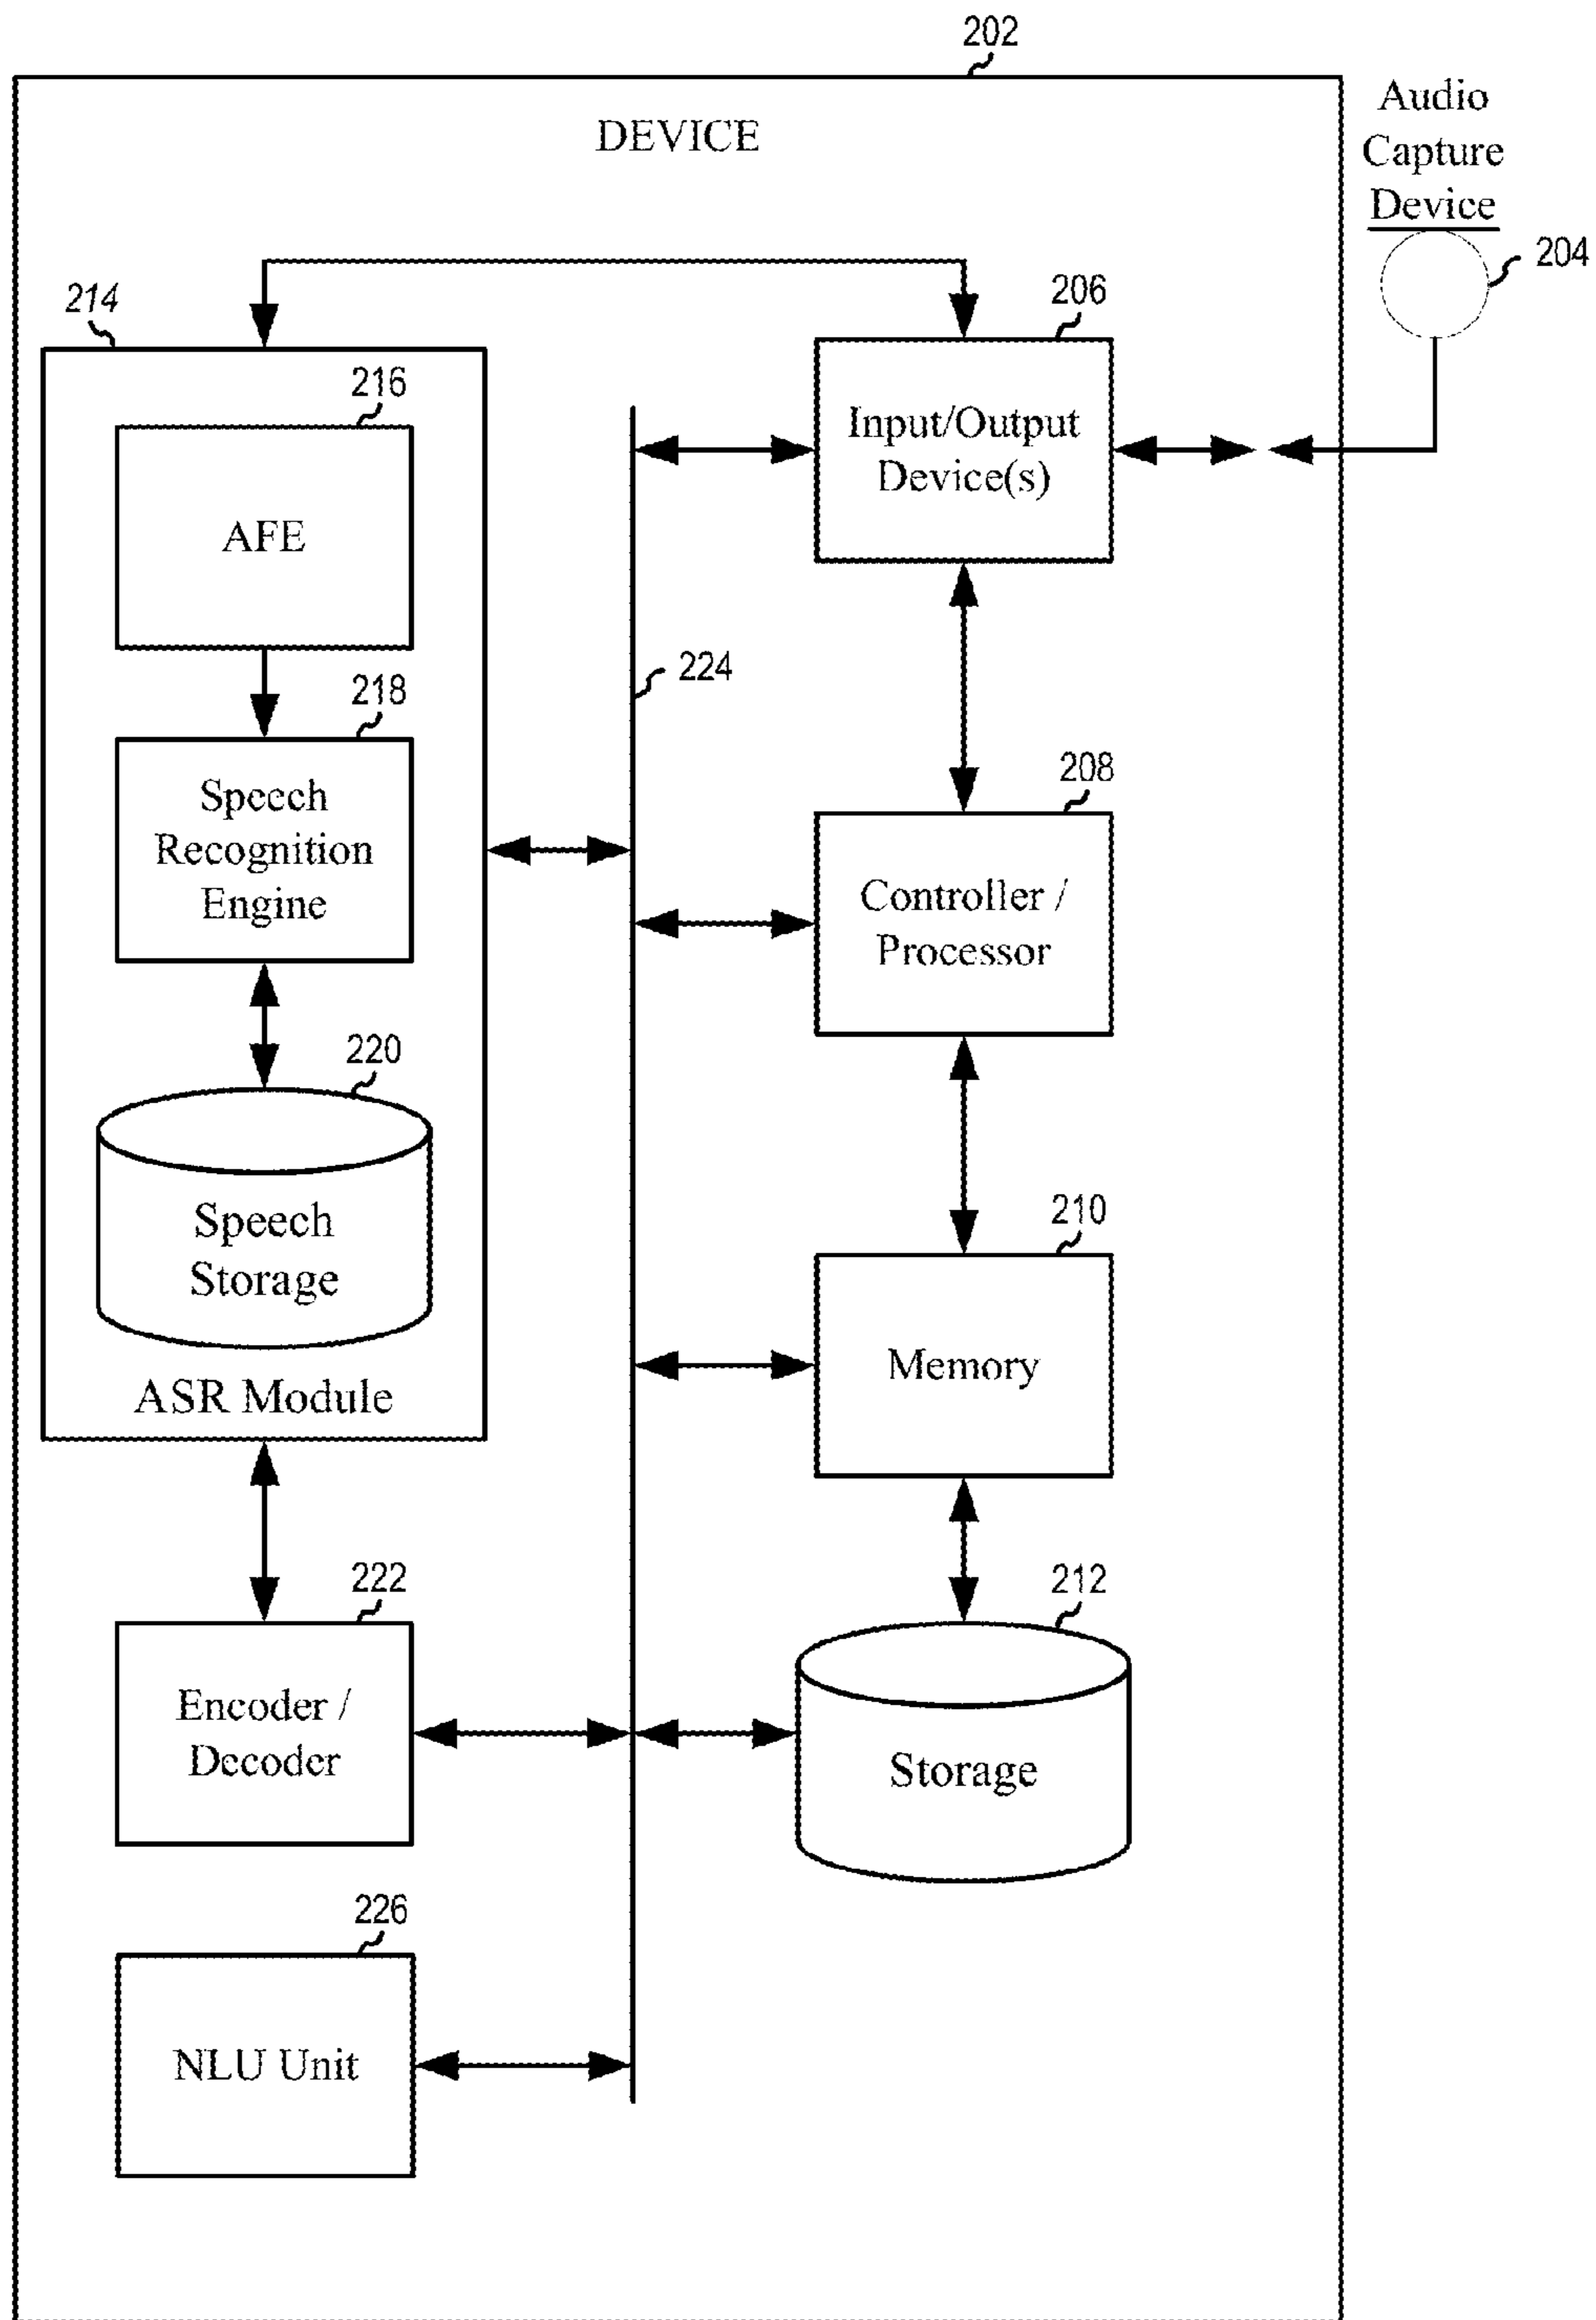 202
DEVICE
Audio
Capture
Device
204
214
206
216
Input/Output
Device(s)
AFE
224
218
208
Speech
Recognition
Engine
Controller /
Processor
220
210
Speech
Storage
Memory
ASR Module
222
212
Encoder /
Decoder
Storage
226
NLU Unit